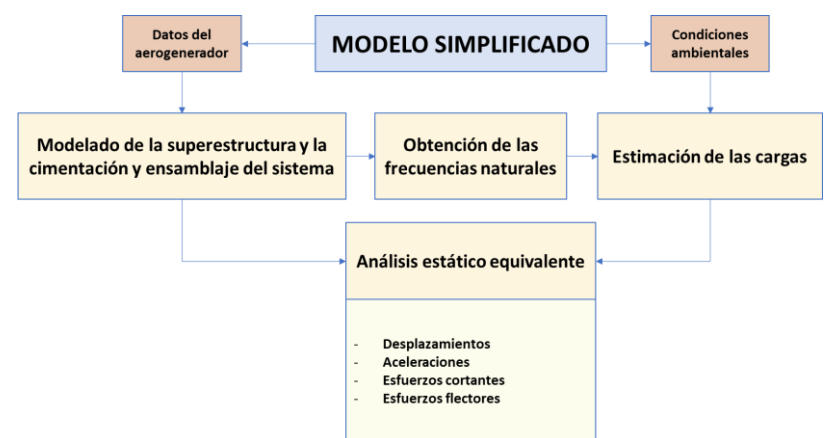 Datos del
aerogenerador
MODELO SIMPLIFICADO
Condiciones
ambientales
Modelado de la superestructura y la
cimentación y ensamblaje del sistema
Obtención de las
frecuencias naturales
Estimación de las cargas
Análisis estático equivalente
- Desplazamientos
- Aceleraciones
- Esfuerzos cortantes
- Esfuerzos flectores